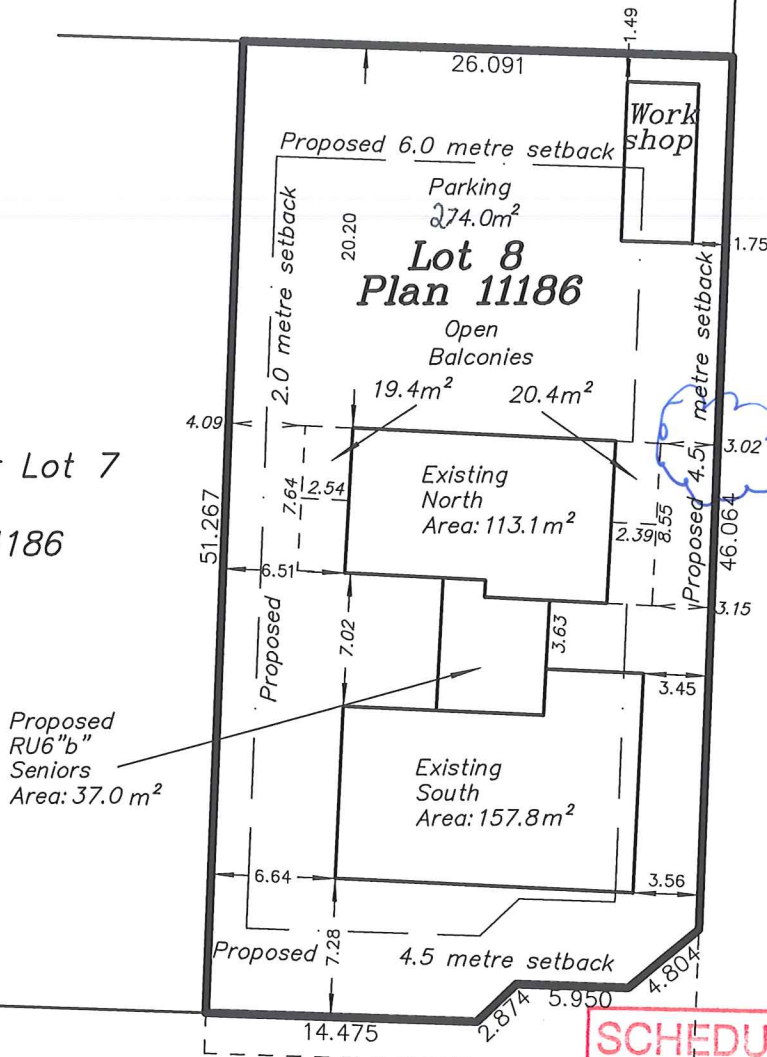 1.49
26.091
Work
shop
Proposed 6.0 metre setback
Parking
274.0m²
20.20
2.0 metre setback
Lot 8
Plan 11186
1.75
Open
Balconies
19.4m²
20.4m²
Proposed 4.5 metre setback
4.09
3.02
Lot 7
186
51.267
7.64
2.54
Existing
North
Area: 113.1m²
2.39
8.55
46.064
6.51
3.15
Proposed
7.02
3.63
3.45
Proposed
RU6"b"
Seniors
Area: 37.0 m²
Existing
South
Area: 157.8m²
6.64
3.56
7.28
Proposed 4.5 metre setback
4.804
5.950
2.874
14.475
SCHEDU